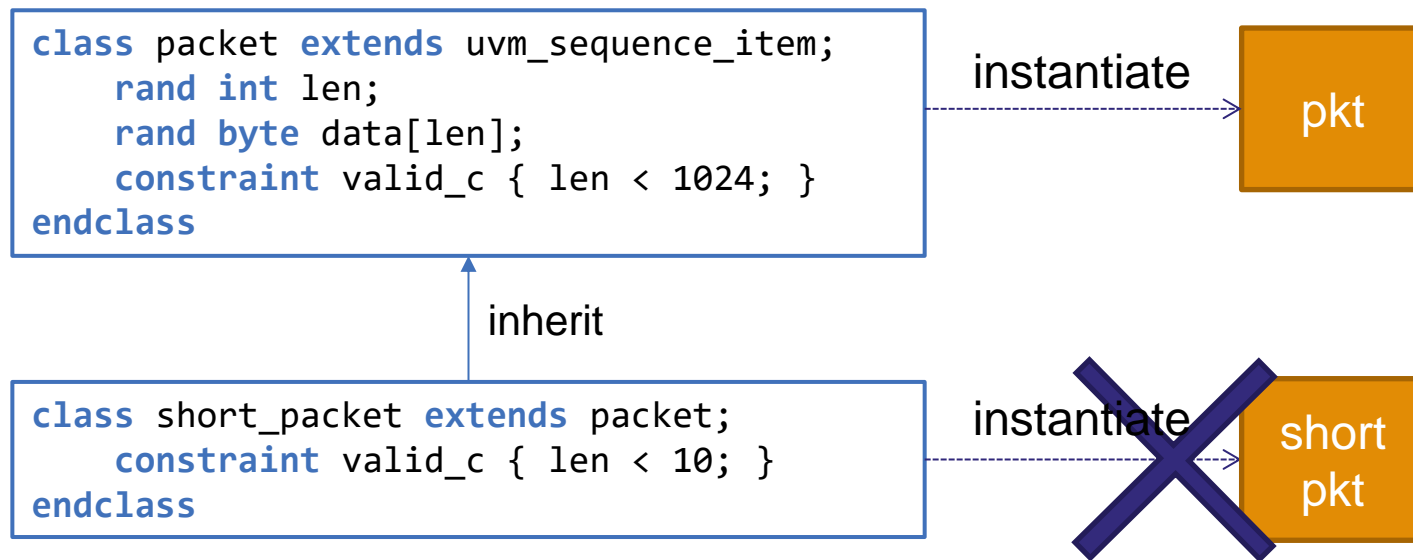 class packet extends uvm_sequence_item;
    rand int len;
    rand byte data[len];
    constraint valid_c { len < 1024; }
endclass
instantiate
pkt
inherit
class short_packet extends packet;
    constraint valid_c { len < 10; }
endclass
instantiate
short
pkt